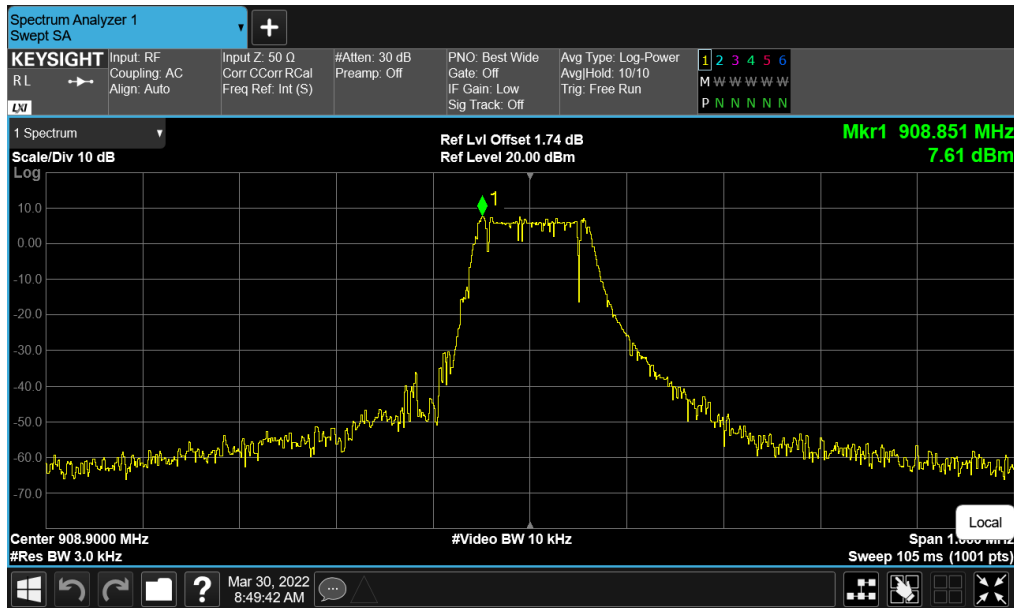 Spectrum Analyzer 1
Swept SA
+
KEYSIGHT
R L
LXI
Input: RF
Coupling: AC
Align: Auto
Input Z: 50 Ω
Corr CCorr RCal
Freq Ref: Int (S)
#Atten: 30 dB
Preamp: Off
PNO: Best Wide
Gate: Off
IF Gain: Low
Sig Track: Off
Avg Type: Log-Power
Avg|Hold: 10/10
Trig: Free Run
1 2 3 4 5 6
M W W W W W
P N N N N N
1 Spectrum
Scale/Div 10 dB
Log
Ref Lvl Offset 1.74 dB
Ref Level 20.00 dBm
Mkr1 908.851 MHz
7.61 dBm
1
10.0
0.00
-10.0
-20.0
-30.0
-40.0
-50.0
-60.0
-70.0
Local
Center 908.9000 MHz
#Res BW 3.0 kHz
#Video BW 10 kHz
Span
Sweep 105 ms (1001 pts)
?
Mar 30, 2022
8:49:42 AM